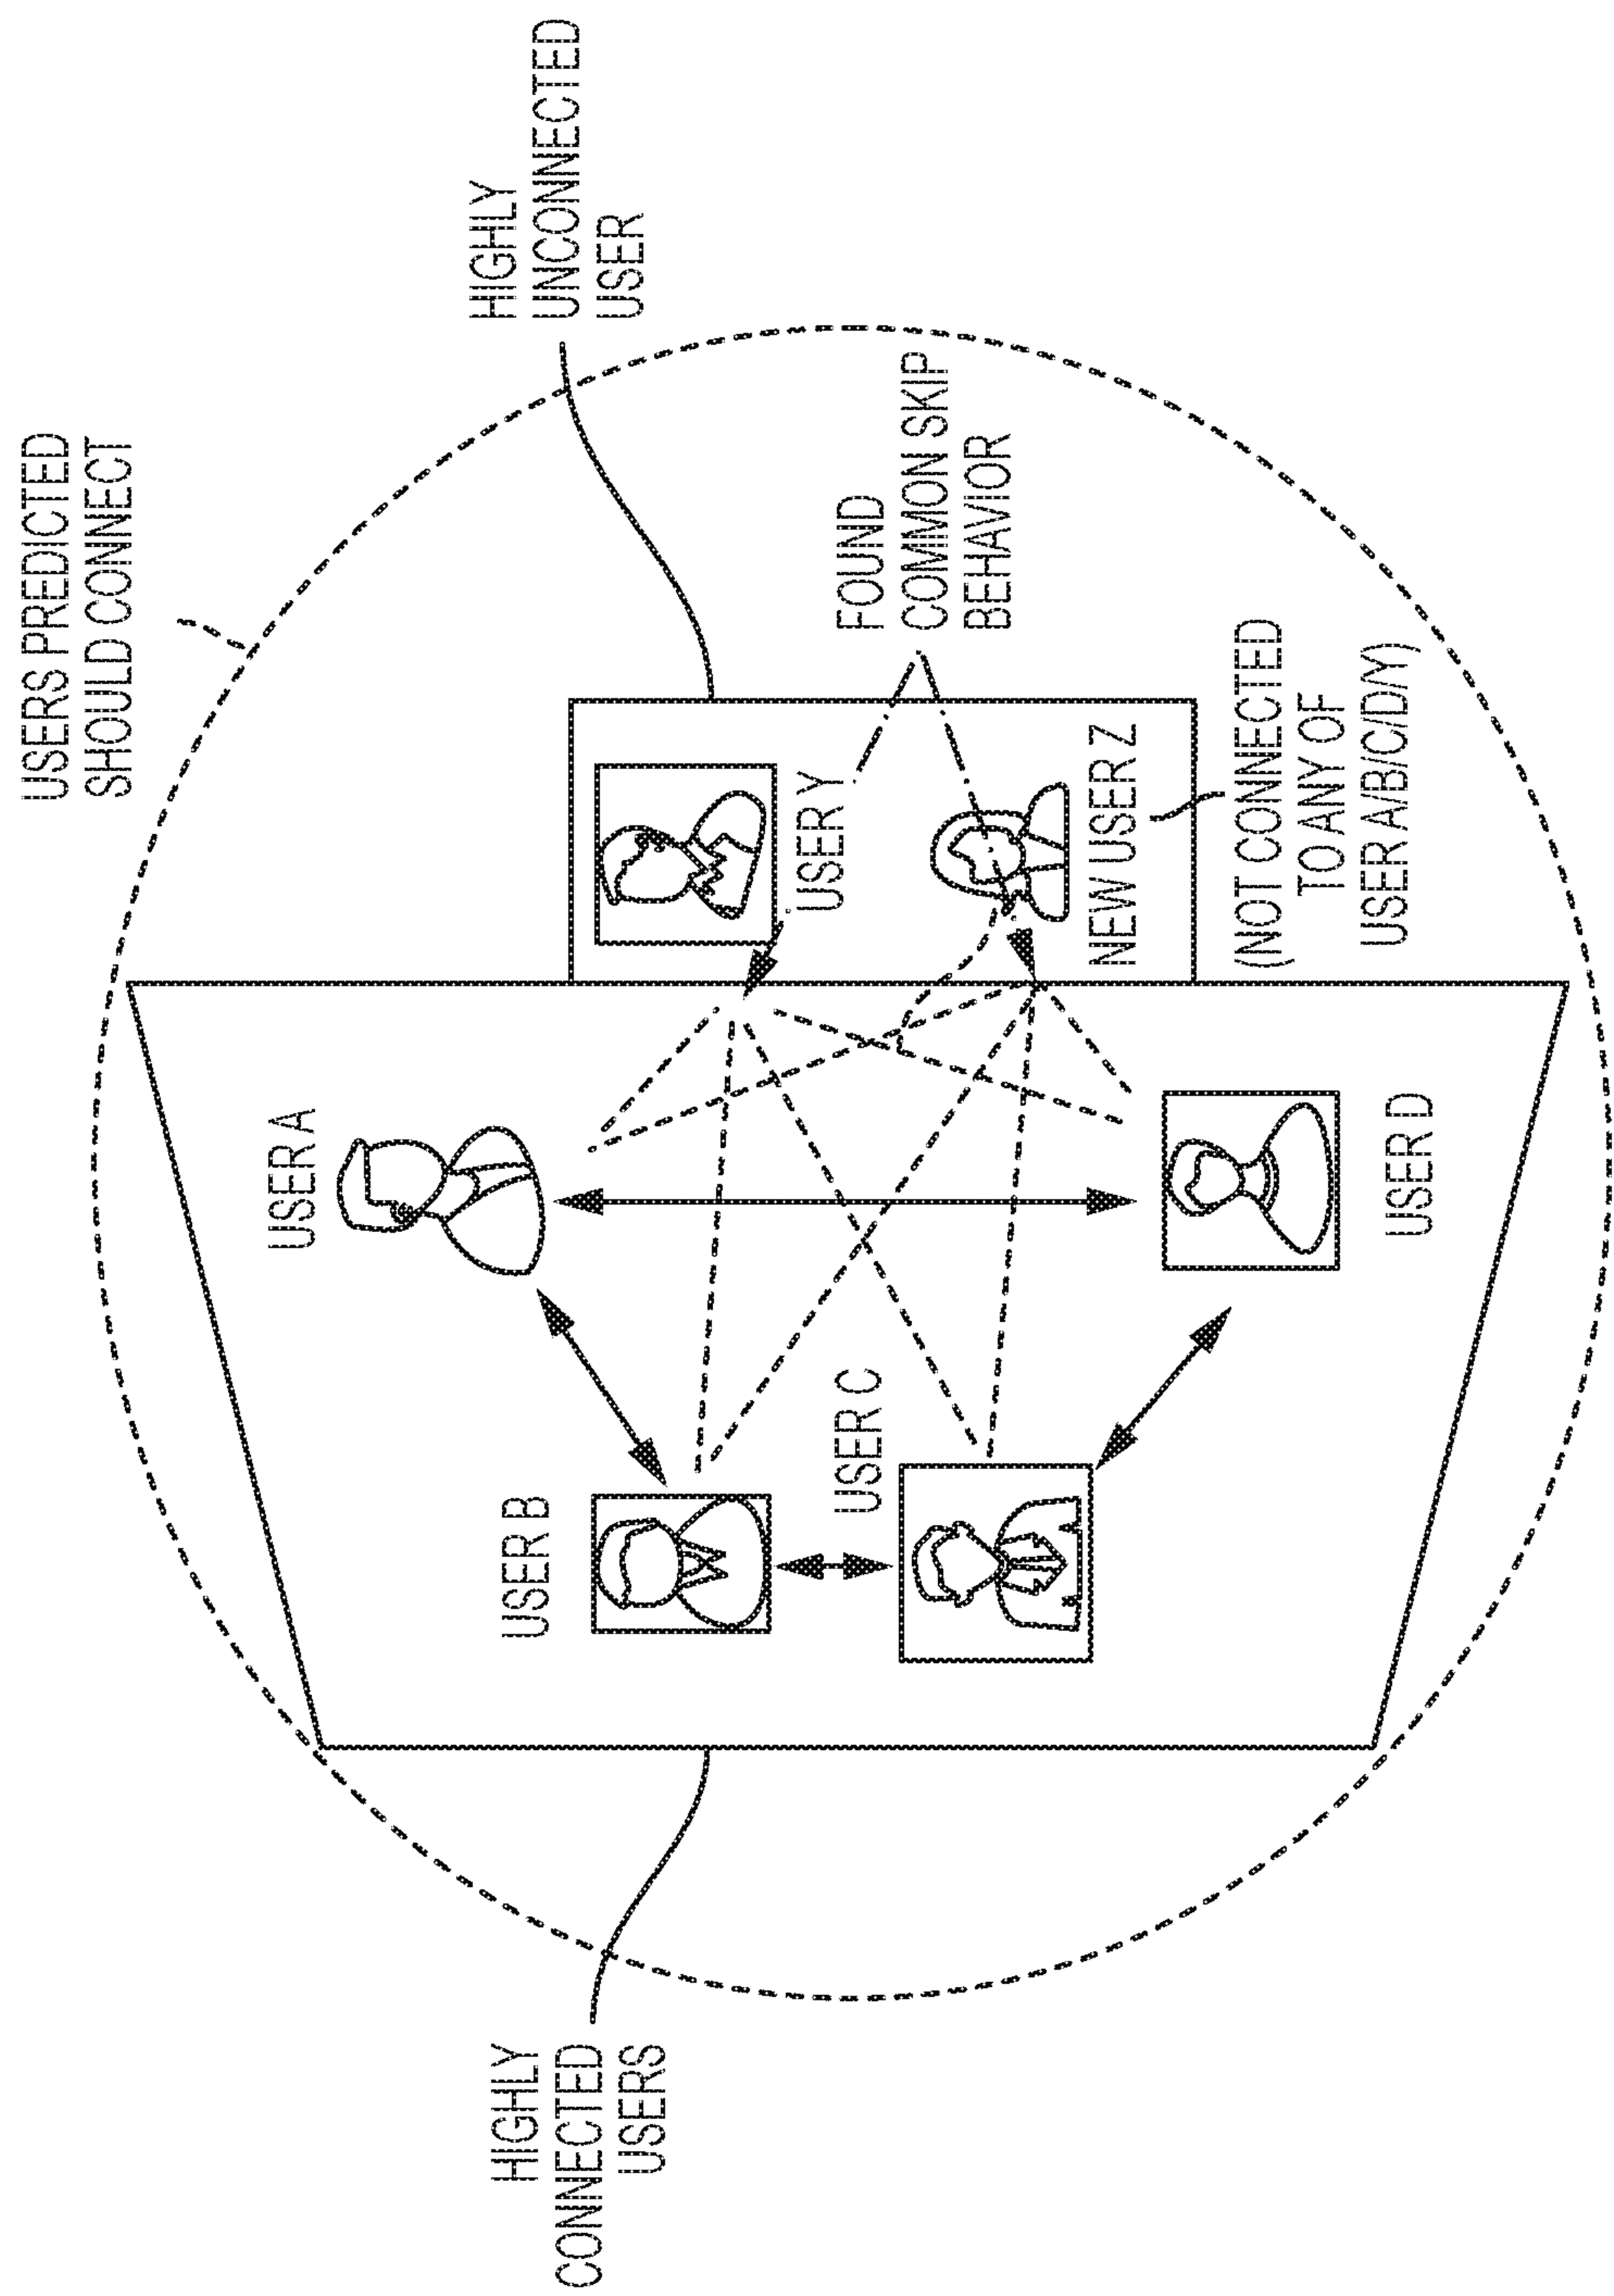 USERS PREDICTED
SHOULD CONNECT
HIGHLY
UNCONNECTED
USER
HIGHLY
CONNECTED
USERS
USER A
USER B
USER C
USER D
USER Y
NEW USER Z
FOUND
COMMON SKIP
BEHAVIOR
(NOT CONNECTED
TO ANY OF
USER A/B/C/D/Y)